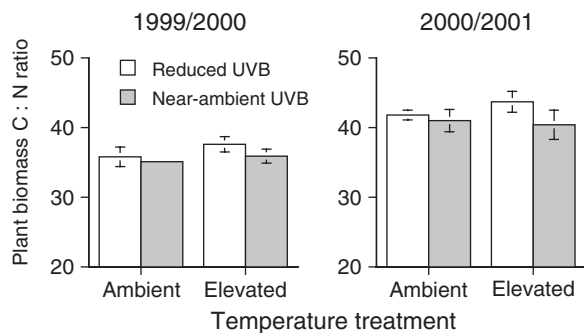 1999/2000
2000/2001
Plant biomass C : N ratio
50
40
30
20
Reduced UVB
Near-ambient UVB
Ambient
Elevated
50
40
30
20
Ambient
Elevated
Temperature treatment